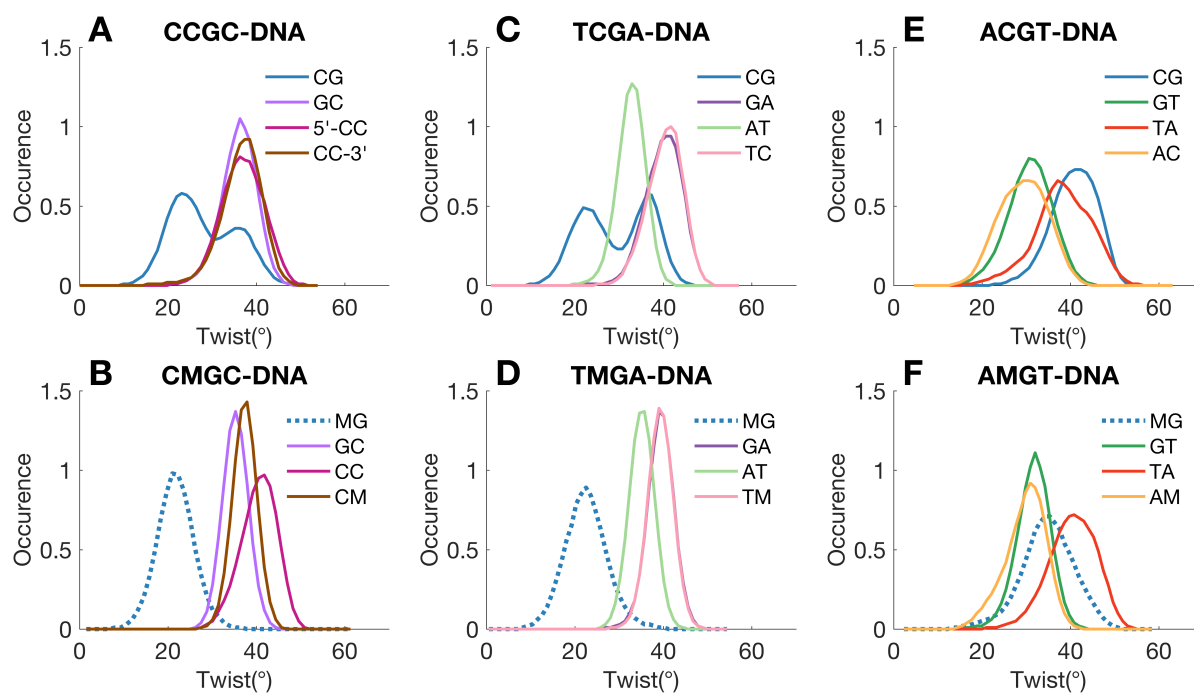 A CCGC-DNA
1.5
1
0.5
0
Occurence
CG
GC
5'-CC
CC-3'
0 20 40 60
Twist(°)
C TCGA-DNA
1.5
1
0.5
0
Occurence
CG
GA
AT
TC
0 20 40 60
Twist(°)
E ACGT-DNA
1.5
1
0.5
0
Occurence
CG
GT
TA
AC
0 20 40 60
Twist(°)
B CMGC-DNA
1.5
1
0.5
0
Occurence
MG
GC
CC
CM
0 20 40 60
Twist(°)
D TMGA-DNA
1.5
1
0.5
0
Occurence
MG
GA
AT
TM
0 20 40 60
Twist(°)
F AMGT-DNA
1.5
1
0.5
0
Occurence
MG
GT
TA
AM
0 20 40 60
Twist(°)